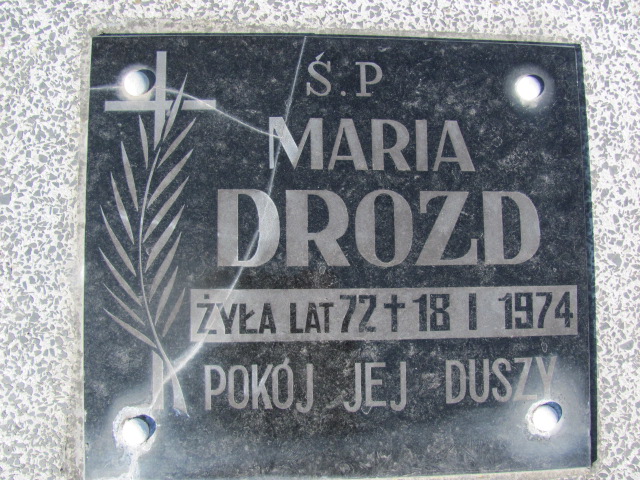 Ś.P
MARIA
DROZD
ŻYŁA LAT 72 † 18 I 1974
POKÓJ JEJ DUSZY